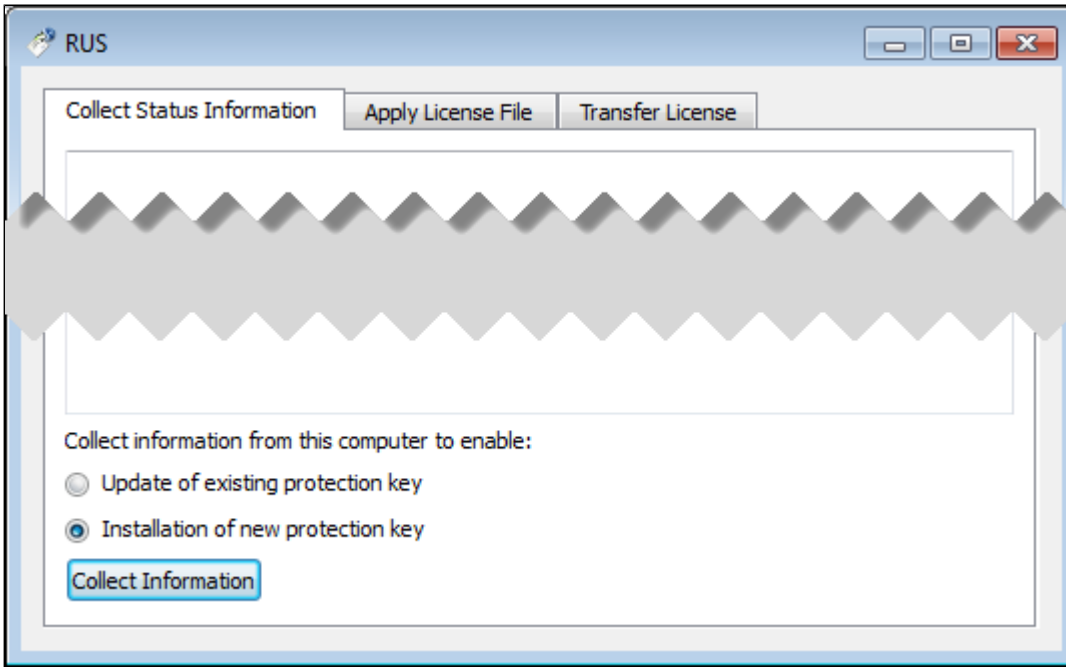 RUS
Collect Status Information
Apply License File
Transfer License
Collect information from this computer to enable:
Update of existing protection key
Installation of new protection key
Collect Information